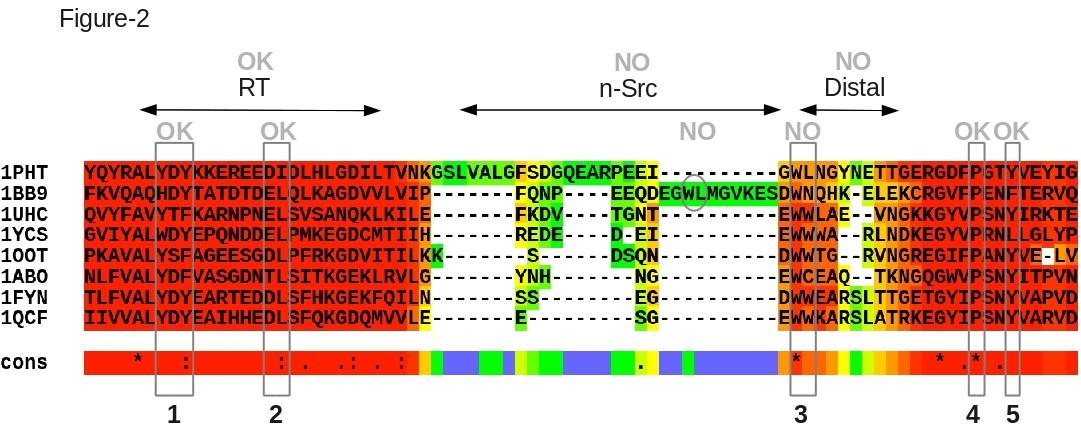 Figure-2
OK NO NO
RT n-Src Distal
OK OK NO NO OK OK
1PHT YQYRALYDYKKEREEDIDLHLGDILTVNKGSLVALGFSDGQEARPEEI----------GWLNGYNETTGERGDFPGTYVEYIG
1BB9 FKVQAQHDYTATDTDELQLKAGDVVLVIP-------FQNP----EEQDEGWLMGVKESDWNQHK-ELEKCRGVFPENFTERVQ
1UHC QVYFAVYTFKARNPNELSVSANQKLKILE-------FKDV----TGNT----------EWWLAE--VNGKKGYVPSNYIRKTE
1YCS GVIYALWDYEPQNDDELPMKEGDCMTIIH-------REDE----D-EI----------EWWWA--RLNDKEGYVPRNLLGLYP
1OOT PKAVALYSFAGEESGDLPFRKGDVITILKK-------S------DSQN----------DWWTG--RVNGREGIFPANYVE-LV
1ABO NLFVALYDFVASGDNTLSITKGEKLRVLG-------YNH-------NG----------EWCEAQ--TKNGQGWVPSNYITPVN
1FYN TLFVALYDYEARTEDDLSFHKGEKFQILN-------SS--------EG----------DWWEARSLTTGETGYIPSNYVAPVD
1QCF IIVVALYDYEAIHHEDLSFQKGDQMVVLE-------E---------SG----------EWWKARSLATRKEGYIPSNYVARVD
cons * : : . .: . : . * * .* .
1 2 3 4 5